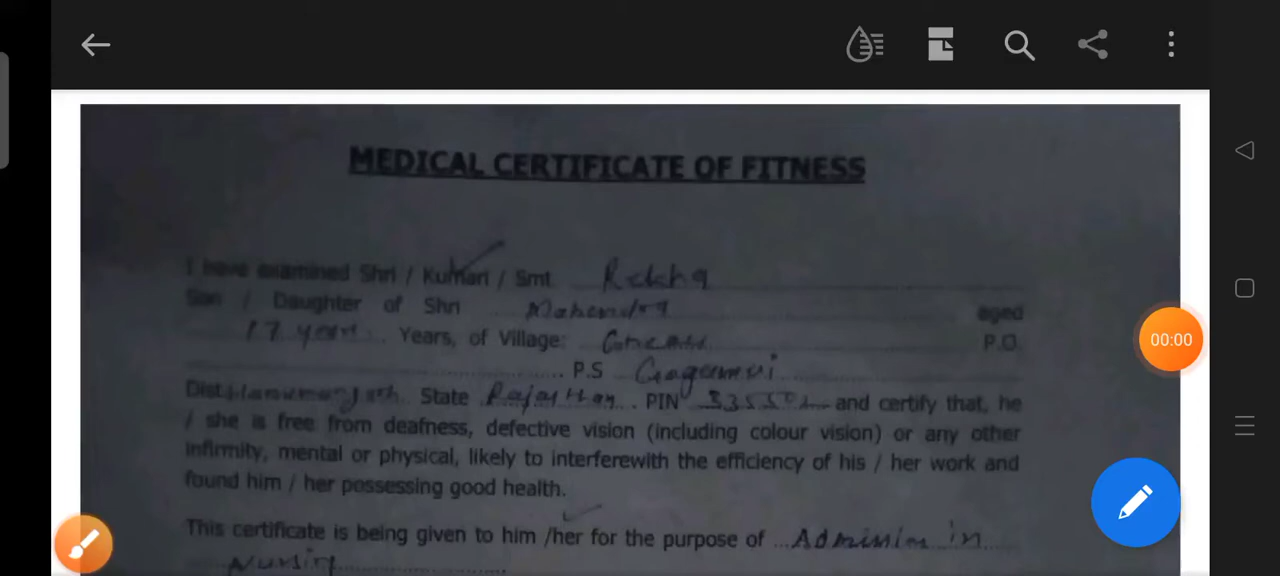 MEDICAL CERTIFICATE OF FITNESS
I have examined Shri / Kumari / Smt Rekha
Son / Daughter of Shri Mahendra aged
17 years Years, of Village: P.O
P.S
Dist State Rajasthan PIN 335504 and certify that, he
/ she is free from deafness, defective vision (including colour vision) or any other
infirmity, mental or physical, likely to interferewith the efficiency of his / her work and
found him / her possessing good health.
This certificate is being given to him /her for the purpose of Admission in
Nursing
00:00